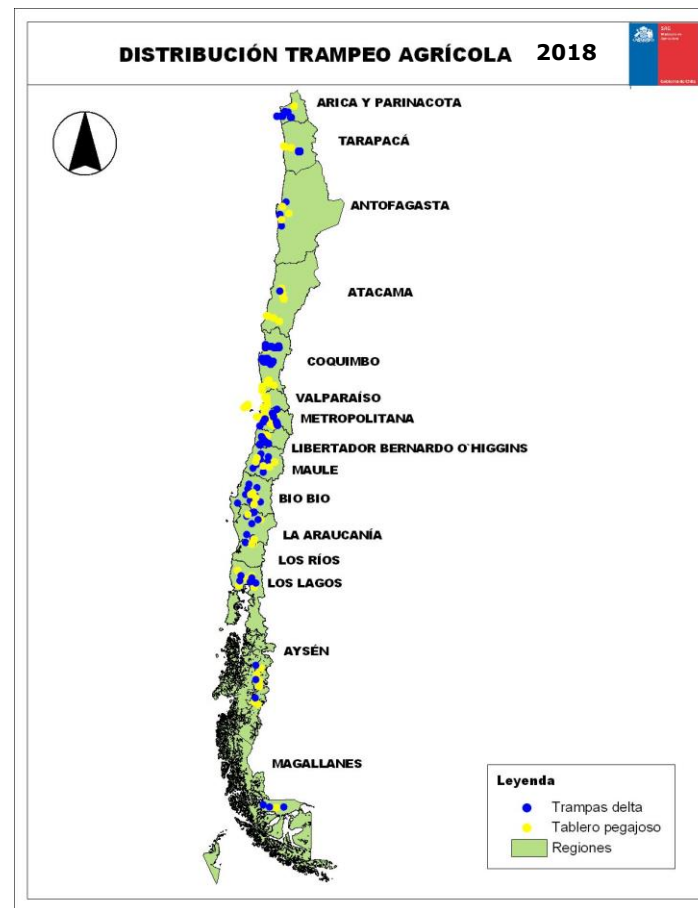 DISTRIBUCIÓN TRAMPEO AGRÍCOLA 2018
SAG
ARICA Y PARINACOTA
TARAPACÁ
ANTOFAGASTA
ATACAMA
COQUIMBO
VALPARAÍSO
METROPOLITANA
LIBERTADOR BERNARDO O`HIGGINS
MAULE
BIO BIO
LA ARAUCANÍA
LOS RÍOS
LOS LAGOS
AYSÉN
MAGALLANES
Leyenda
Trampas delta
Tablero pegajoso
Regiones